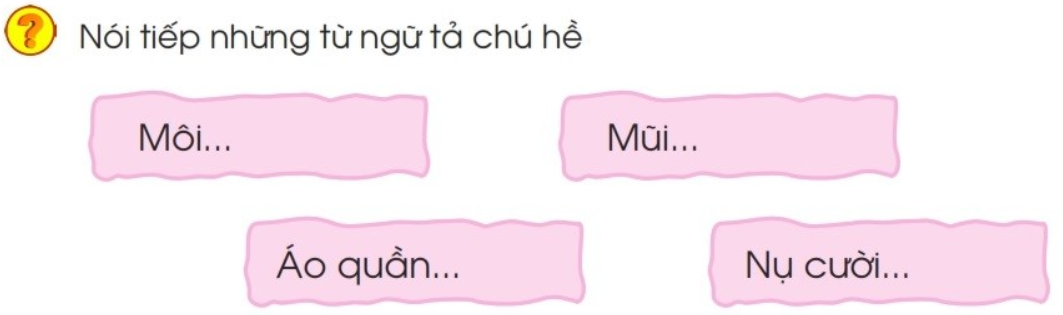 ?
Nói tiếp những từ ngữ tả chú hề
Môi...
Mũi...
Áo quần...
Nụ cười...